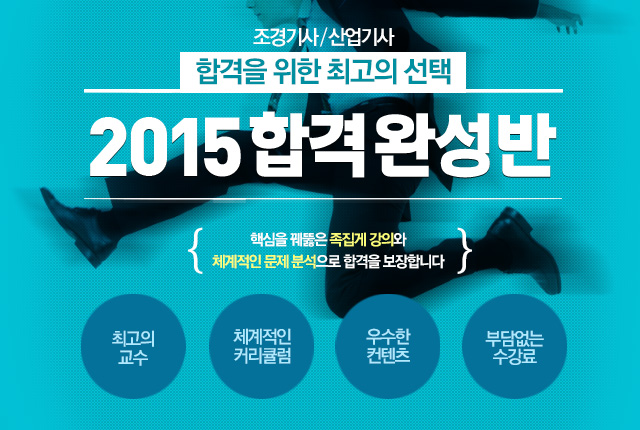 조경기사/산업기사
합격을 위한 최고의 선택
2015 합격 완성반
핵심을 꿰뚫은 족집게 강의와
체계적인 문제 분석으로 합격을 보장합니다
최고의
교수
체계적인
커리큘럼
우수한
컨텐츠
부담없는
수강료